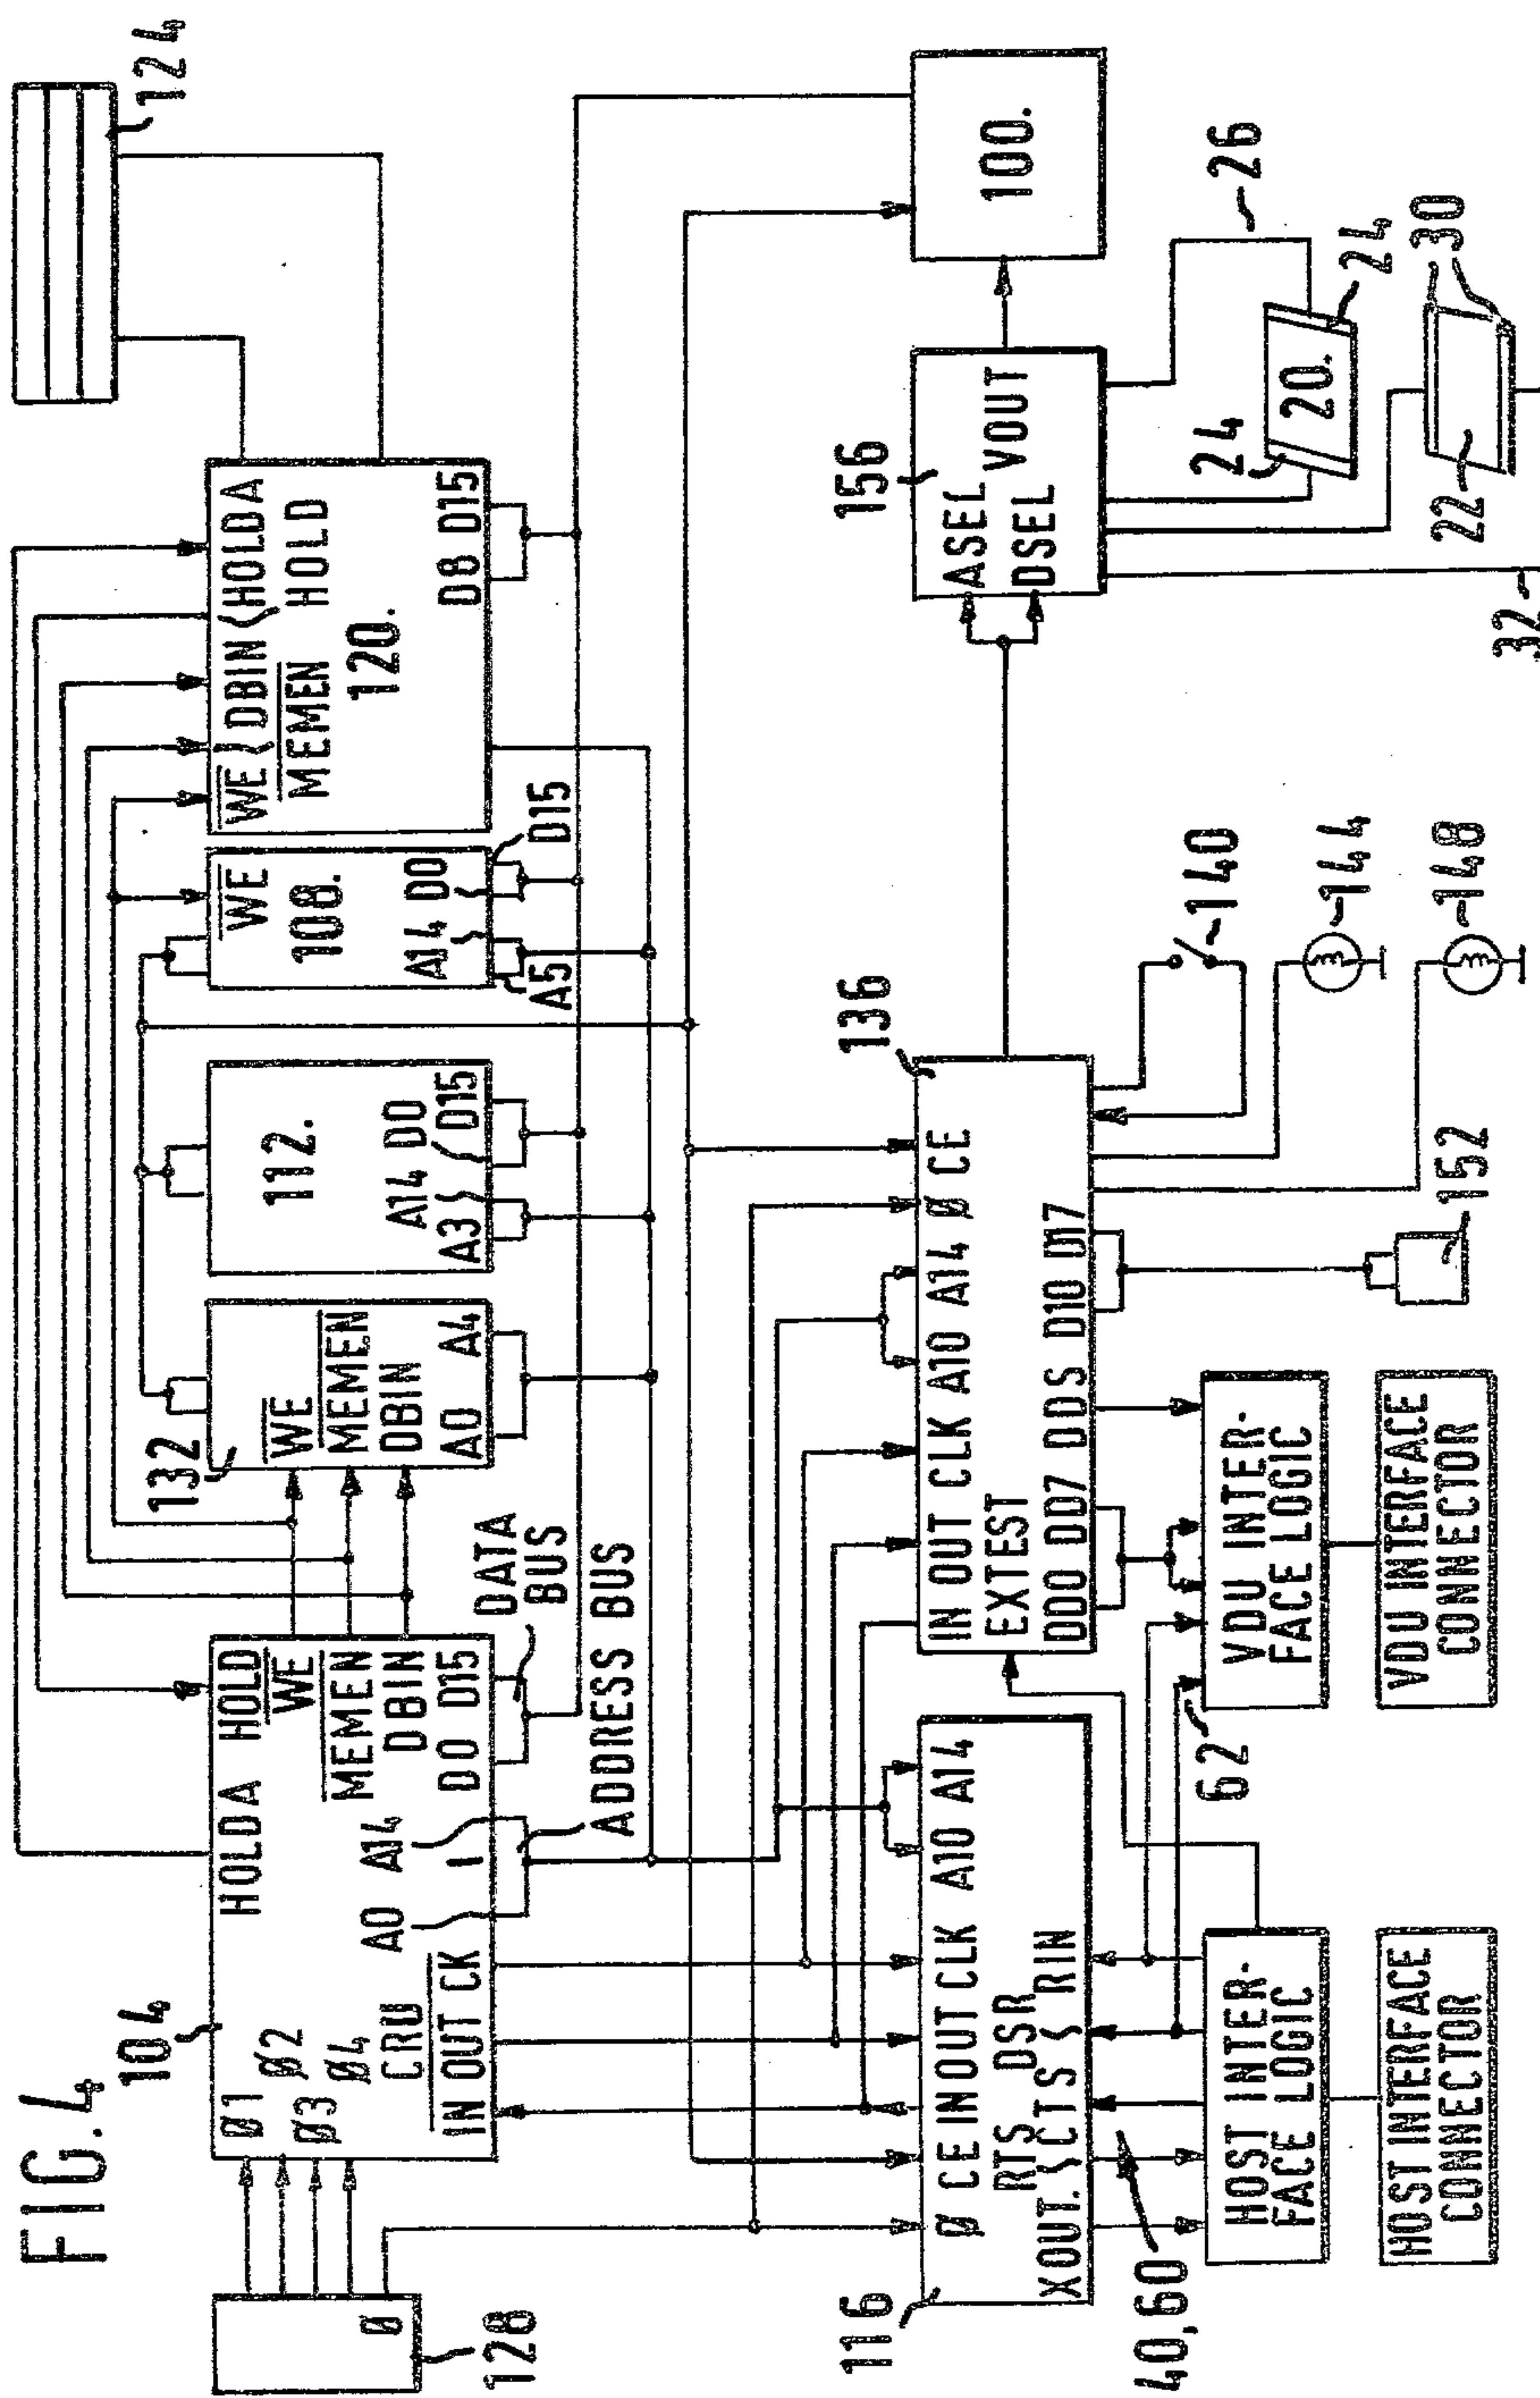 FIG. 4
128
Ø
104
Ø1
Ø2
Ø3
Ø4
CRU
IN OUT CK
HOLDA HOLD
WE
MEMEN
DBIN
A0 A14
D0 D15
DATA
BUS
ADDRESS BUS
132
WE
MEMEN
DBIN
A0 A4
112.
A14 D0
A3 D15
WE
108.
A14 D0
A5
D15
WE DBIN HOLDA
MEMEN HOLD
120.
D8 D15
124
116
Ø CE IN OUT CLK A10 A14
RTS DSR
XOUT. CTS RIN
40,60
HOST INTER-
FACE LOGIC
HOST INTERFACE
CONNECTOR
136
IN OUT CLK A10 A14 Ø CE
EXTEST
DD0 DD7 DDS D10 D17
62
VDU INTER-
FACE LOGIC
VDU INTERFACE
CONNECTOR
152
140
144
148
156
ASEL
DSEL
VOUT
100.
26
24
20.
24
22
30
32